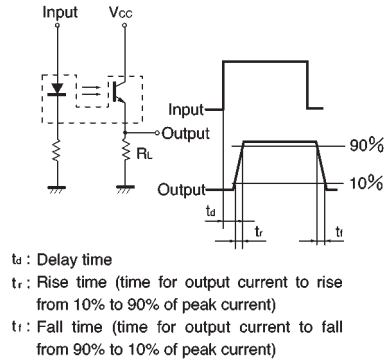 Input
Vcc
Output
RL
Input
Output
90%
10%
td
tr
tf
td : Delay time
tr : Rise time (time for output current to rise
from 10% to 90% of peak current)
tf : Fall time (time for output current to fall
from 90% to 10% of peak current)